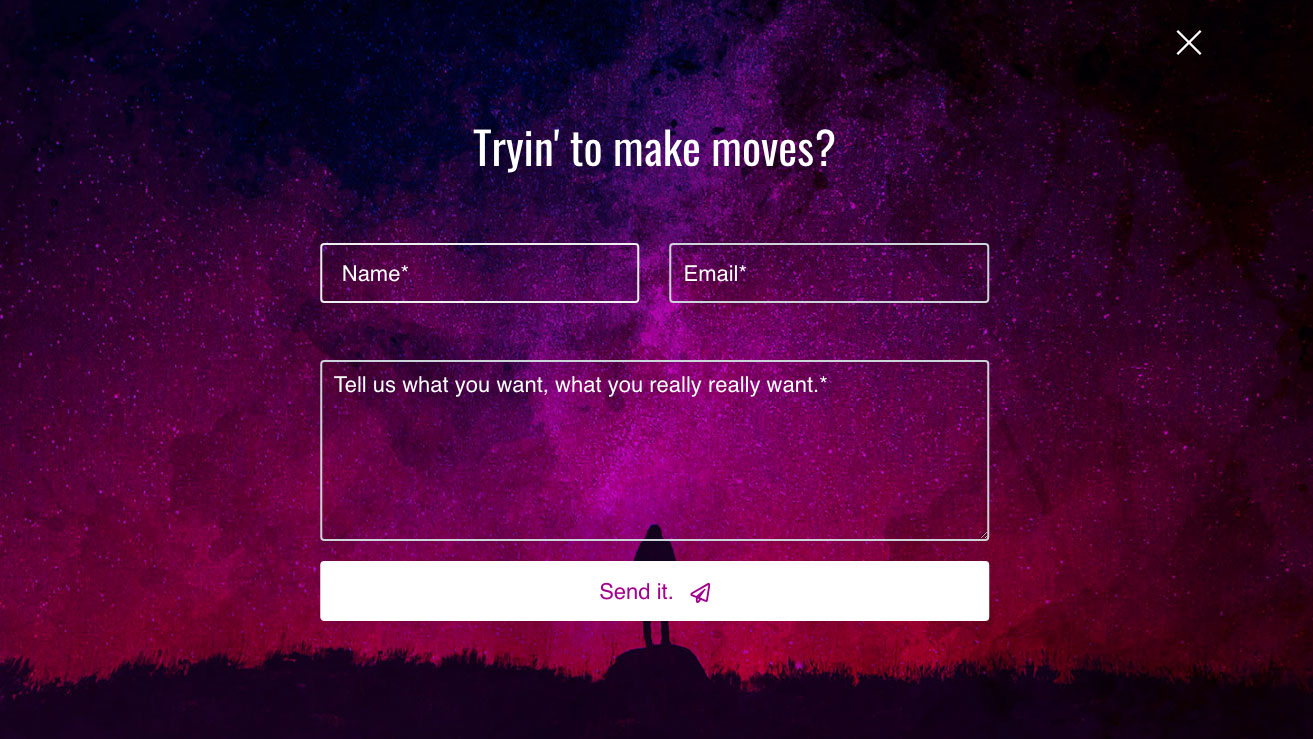 Tryin' to make moves?
Name*
Email*
Tell us what you want, what you really really want.*
Send it.